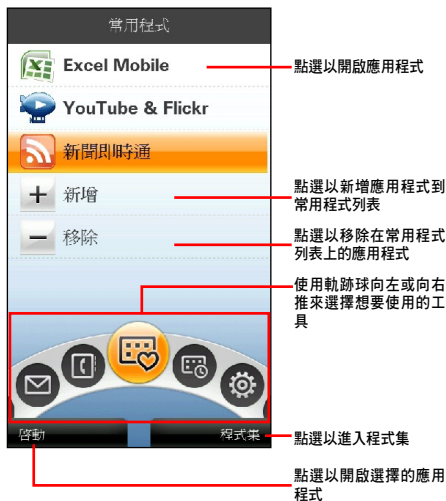 常用程式
Excel Mobile
點選以開啟應用程式
YouTube & Flickr
新聞即時通
新增
點選以新增應用程式到
常用程式列表
移除
點選以移除在常用程式
列表上的應用程式
使用軌跡球向左或向右
推來選擇想要使用的工
具
啓動
程式集
點選以進入程式集
點選以開啟選擇的應用
程式